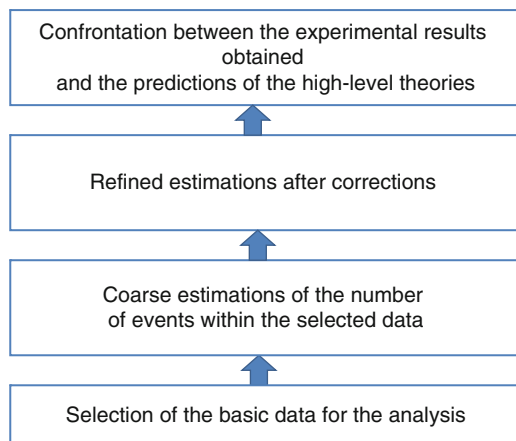 Confrontation between the experimental results
obtained
and the predictions of the high-level theories
Refined estimations after corrections
Coarse estimations of the number
of events within the selected data
Selection of the basic data for the analysis